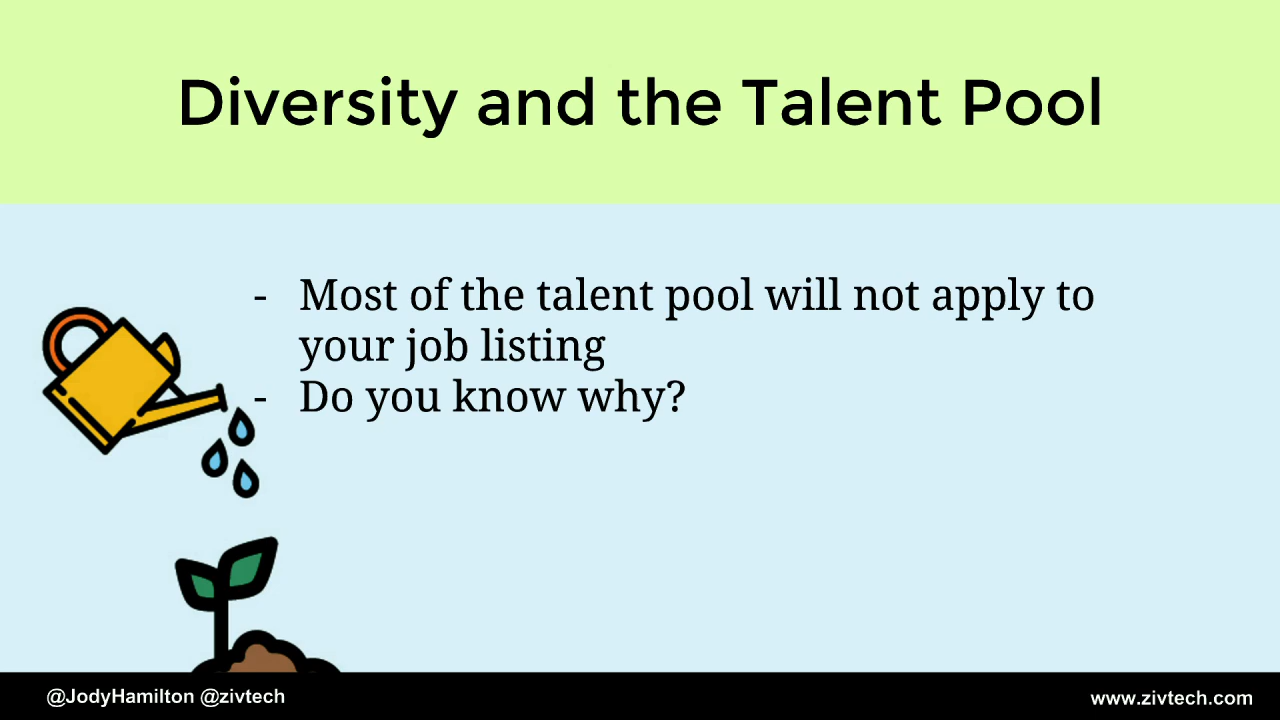 Diversity and the Talent Pool
- Most of the talent pool will not apply to
your job listing
- Do you know why?
@JodyHamilton @zivtech
www.zivtech.com